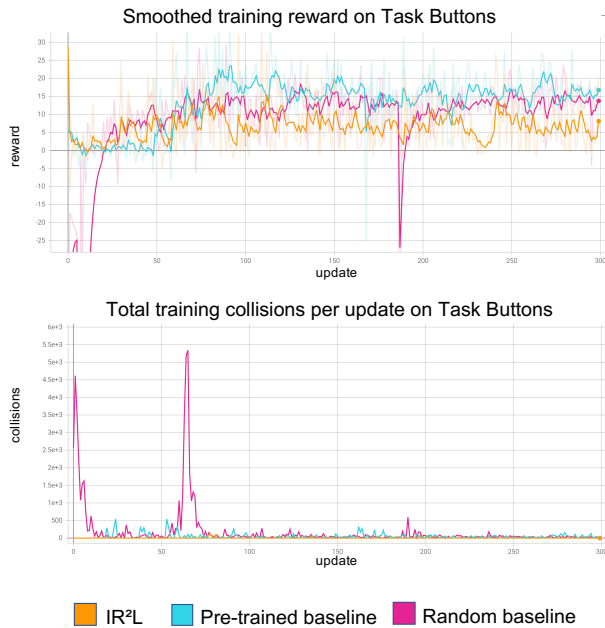 Smoothed training reward on Task Buttons
30
25
20
15
10
5
0
-5
-10
-15
-20
-25
reward
0
50
100
150
200
250
300
update
Total training collisions per update on Task Buttons
6e+3
5.5e+3
5e+3
4.5e+3
4e+3
3.5e+3
3e+3
2.5e+3
2e+3
1.5e+3
1e+3
500
0
collisions
0
50
100
150
200
250
300
update
IR²L
Pre-trained baseline
Random baseline